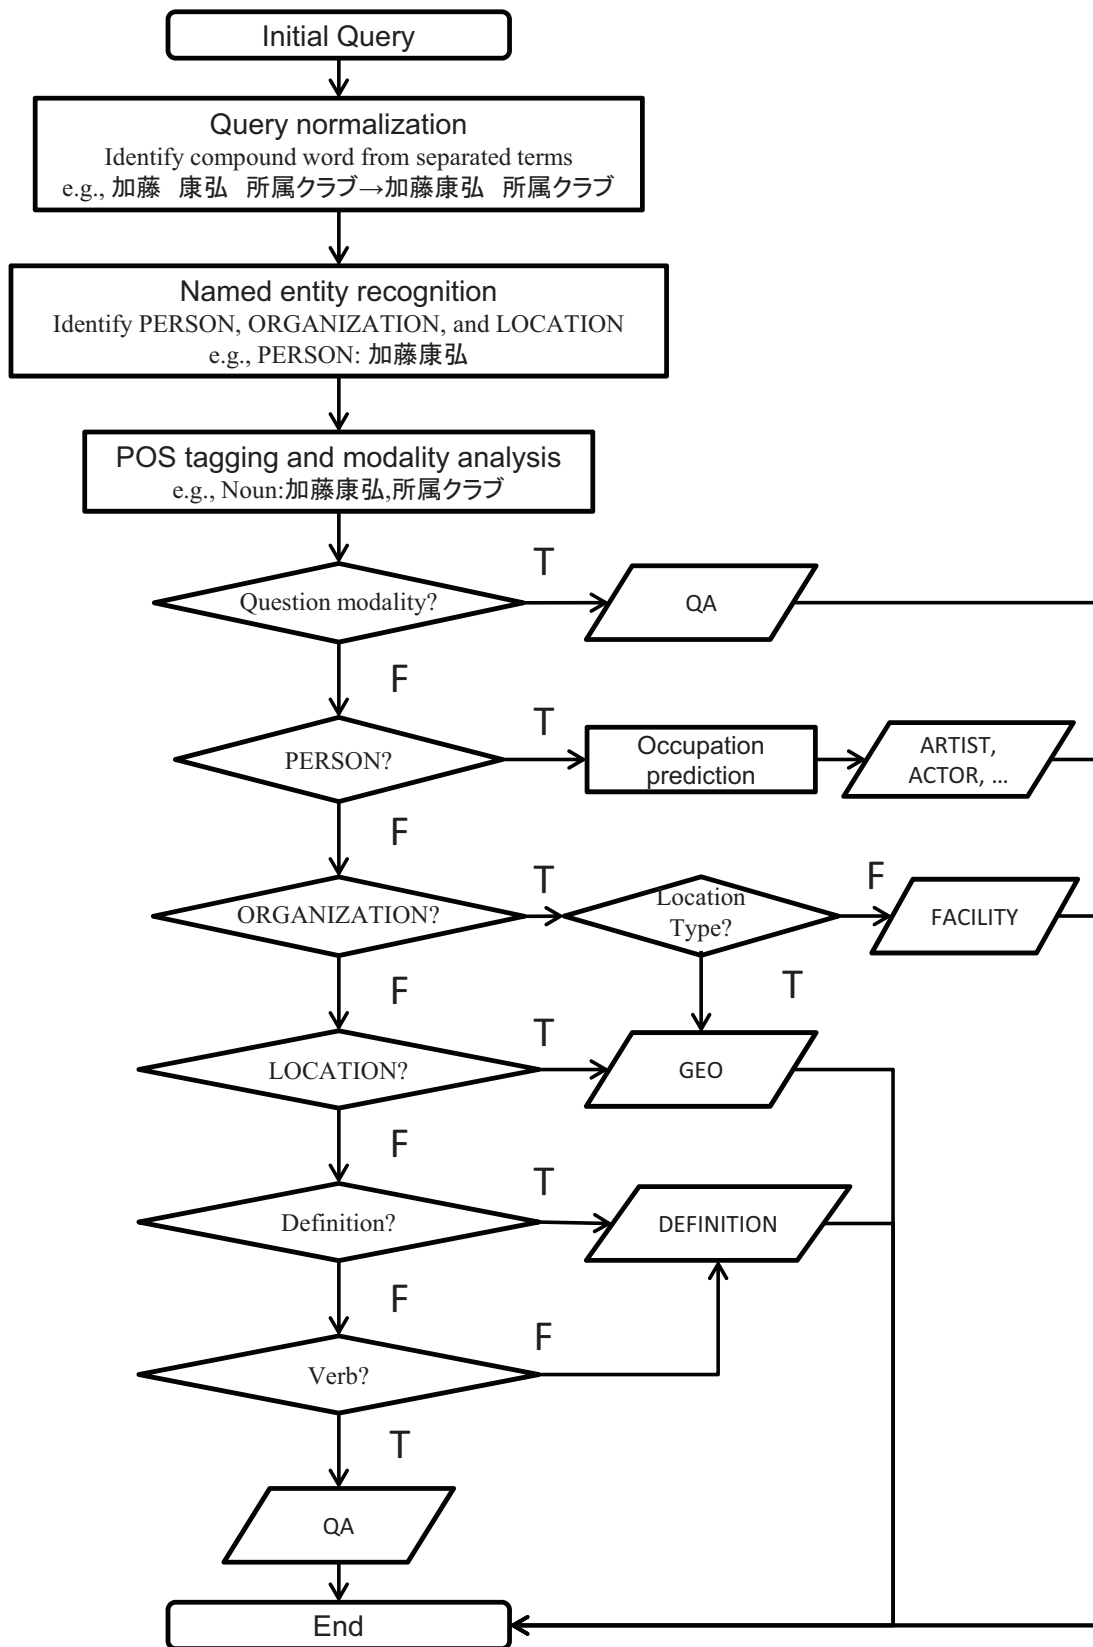 Initial Query
Query normalization
Identify compound word from separated terms
e.g., 加藤　康弘　所属クラブ→加藤康弘　所属クラブ
Named entity recognition
Identify PERSON, ORGANIZATION, and LOCATION
e.g., PERSON: 加藤康弘
POS tagging and modality analysis
e.g., Noun:加藤康弘,所属クラブ
T
Question modality?
QA
F
T
PERSON?
Occupation
prediction
ARTIST,
ACTOR, ...
F
T
F
ORGANIZATION?
Location
Type?
FACILITY
F
T
T
LOCATION?
GEO
F
T
Definition?
DEFINITION
F
F
Verb?
T
QA
End